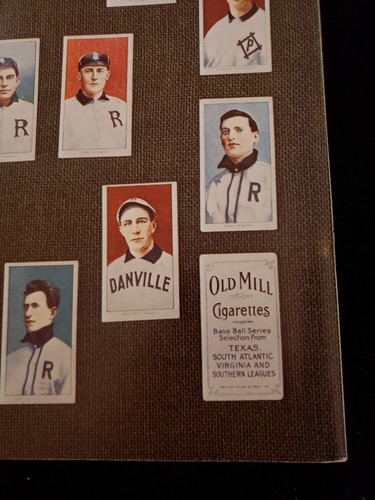 P
R
R
R
DANVILLE
R
OLD MILL
Cigarettes
Base Ball Series
Selection from
TEXAS,
SOUTH ATLANTIC
VIRGINIA AND
SOUTHERN LEAGUES